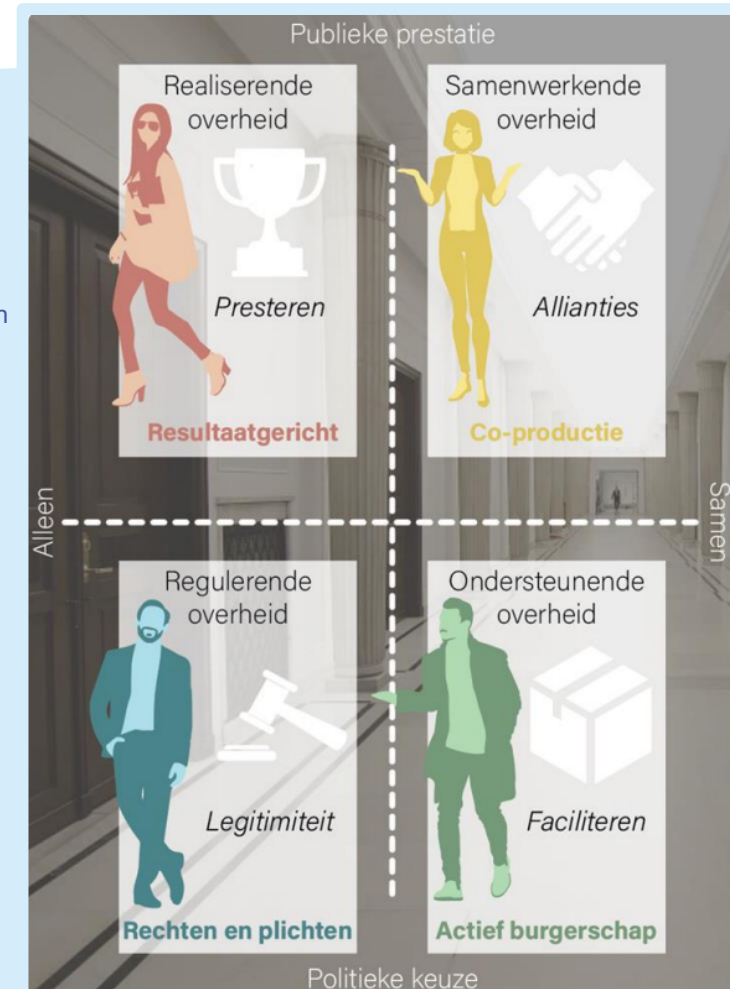 Publieke prestatie
Realiserende
overheid
Presteren
Resultaatgericht
Samenwerkende
overheid
Allianties
Co-productie
Alleen
Samen
Regulerende
overheid
Legitimiteit
Rechten en plichten
Ondersteunende
overheid
Faciliteren
Actief burgerschap
Politieke keuze